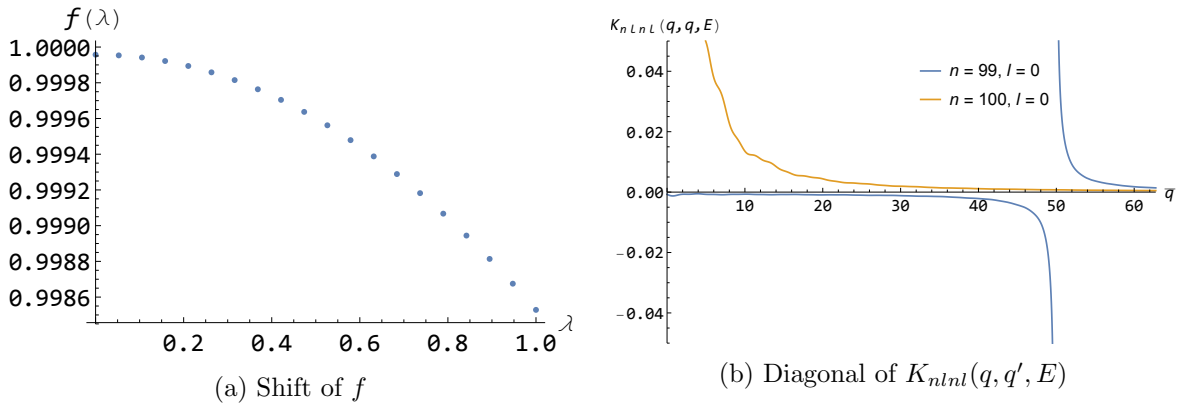 f(λ)
1.0000
0.9998
0.9996
0.9994
0.9992
0.9990
0.9988
0.9986
0.2 0.4 0.6 0.8 1.0 λ
(a) Shift of f
K_{nLnL}(q,q,E)
0.04
0.02
0.00
-0.02
-0.04
10 20 30 40 50 60 q
n = 99, l = 0
n = 100, l = 0
(b) Diagonal of K_{nlnl}(q, q′, E)